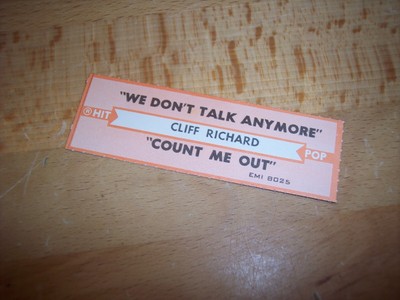 "WE DON'T TALK ANYMORE"
® HIT
CLIFF RICHARD
POP
"COUNT ME OUT"
EMI 8025